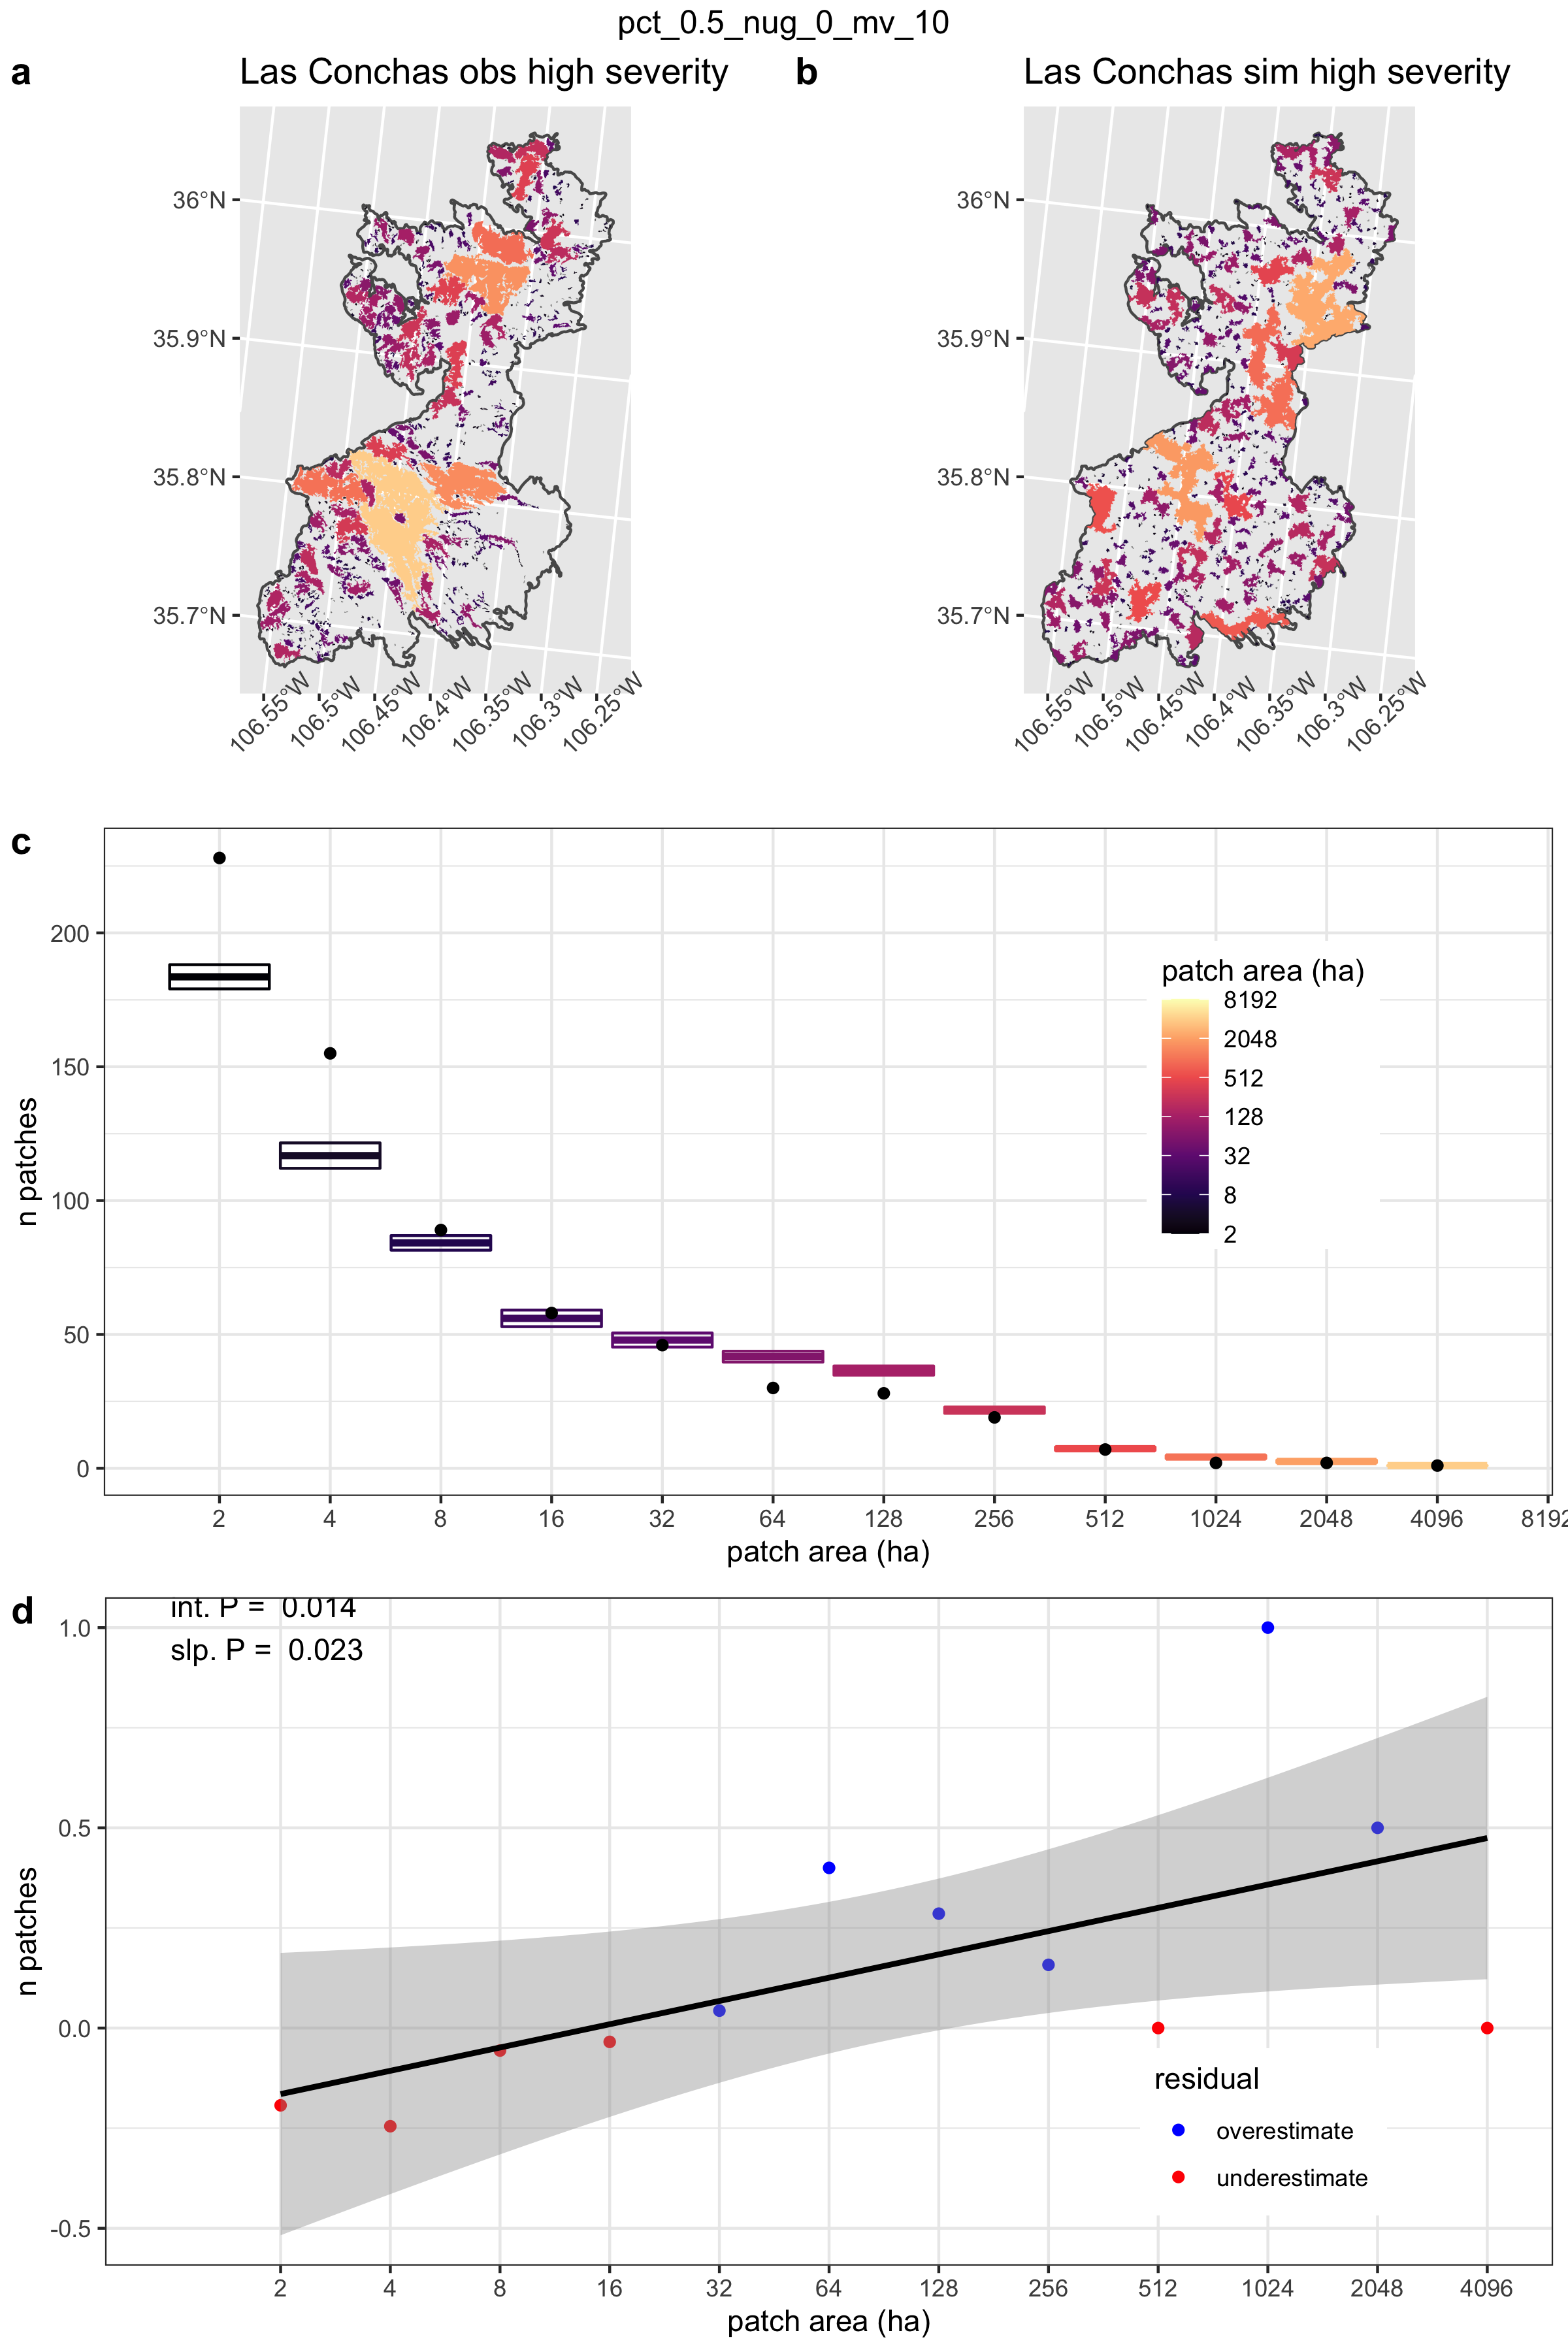 pct_0.5_nug_0_mv_10
a
Las Conchas obs high severity
36°N
35.9°N
35.8°N
35.7°N
106.55°W
106.5°W
106.45°W
106.4°W
106.35°W
106.3°W
106.25°W
b
Las Conchas sim high severity
36°N
35.9°N
35.8°N
35.7°N
106.55°W
106.5°W
106.45°W
106.4°W
106.35°W
106.3°W
106.25°W
c
n patches
200
150
100
50
0
patch area (ha)
8192
2048
512
128
32
8
2
2 4 8 16 32 64 128 256 512 1024 2048 4096 8192
patch area (ha)
d
int. P = 0.014
slp. P = 0.023
n patches
1.0
0.5
0.0
-0.5
residual
overestimate
underestimate
2 4 8 16 32 64 128 256 512 1024 2048 4096
patch area (ha)